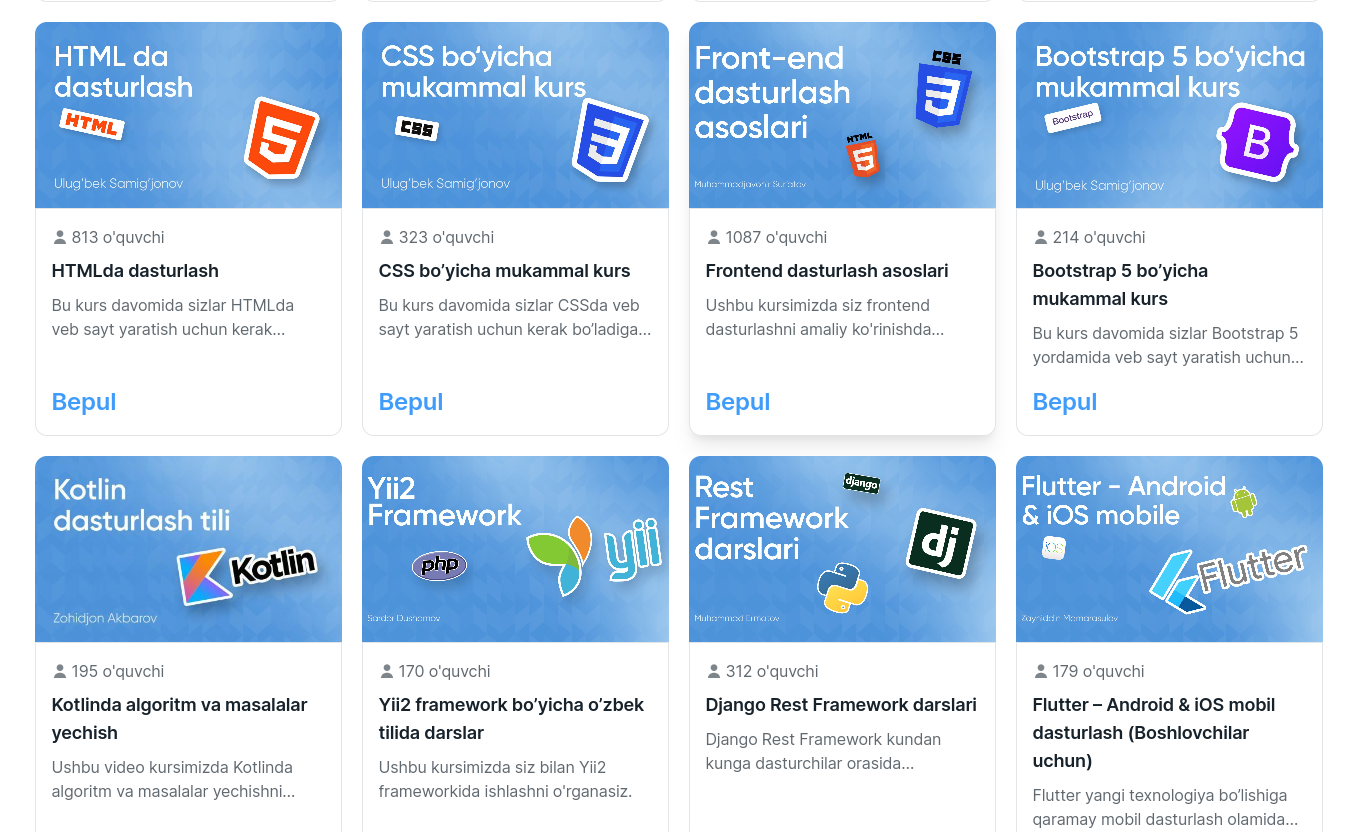 HTML da
dasturlash
HTML
Ulug‘bek Samig‘jonov
813 o'quvchi
HTMLda dasturlash
Bu kurs davomida sizlar HTMLda
veb sayt yaratish uchun kerak...
Bepul
CSS bo‘yicha
mukammal kurs
CSS
Ulug‘bek Samig‘jonov
323 o'quvchi
CSS bo’yicha mukammal kurs
Bu kurs davomida sizlar CSSda veb
sayt yaratish uchun kerak bo’ladiga...
Bepul
Front-end
dasturlash
asoslari
CSS
HTML
1087 o'quvchi
Frontend dasturlash asoslari
Ushbu kursimizda siz frontend
dasturlashni amaliy ko'rinishda...
Bepul
Bootstrap 5 bo‘yicha
mukammal kurs
Bootstrap
B
Ulug‘bek Samig‘jonov
214 o'quvchi
Bootstrap 5 bo’yicha
mukammal kurs
Bu kurs davomida sizlar Bootstrap 5
yordamida veb sayt yaratish uchun...
Bepul
Kotlin
dasturlash tili
Kotlin
Zohidjon Akbarov
195 o'quvchi
Kotlinda algoritm va masalalar
yechish
Ushbu video kursimizda Kotlinda
algoritm va masalalar yechishni...
Yii2
Framework
php
yii
Sardor Dushamov
170 o'quvchi
Yii2 framework bo’yicha o’zbek
tilida darslar
Ushbu kursimizda siz bilan Yii2
frameworkida ishlashni o'rganasiz.
Rest
Framework
darslari
django
dj
Muhammad Ermatov
312 o'quvchi
Django Rest Framework darslari
Django Rest Framework kundan
kunga dasturchilar orasida...
Flutter - Android
& iOS mobile
iOS
Flutter
Zayniddin Mamarasulov
179 o'quvchi
Flutter – Android & iOS mobil
dasturlash (Boshlovchilar
uchun)
Flutter yangi texnologiya bo’lishiga
qaramay mobil dasturlash olamida...